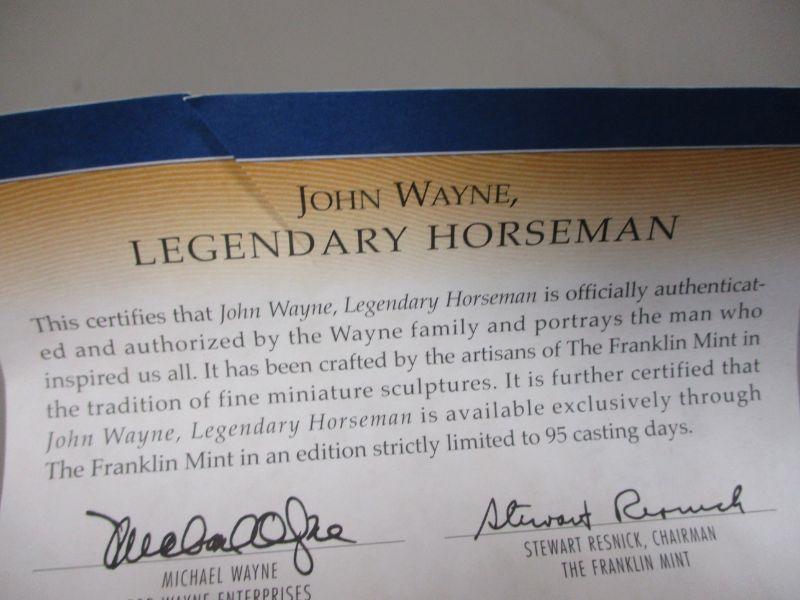 JOHN WAYNE,
LEGENDARY HORSEMAN
This certifies that John Wayne, Legendary Horseman is officially authenticat-
ed and authorized by the Wayne family and portrays the man who
inspired us all. It has been crafted by the artisans of The Franklin Mint in
the tradition of fine miniature sculptures. It is further certified that
John Wayne, Legendary Horseman is available exclusively through
The Franklin Mint in an edition strictly limited to 95 casting days.
Michael Wayne
Stewart Resnick
MICHAEL WAYNE
STEWART RESNICK, CHAIRMAN
WAYNE ENTERPRISES
THE FRANKLIN MINT